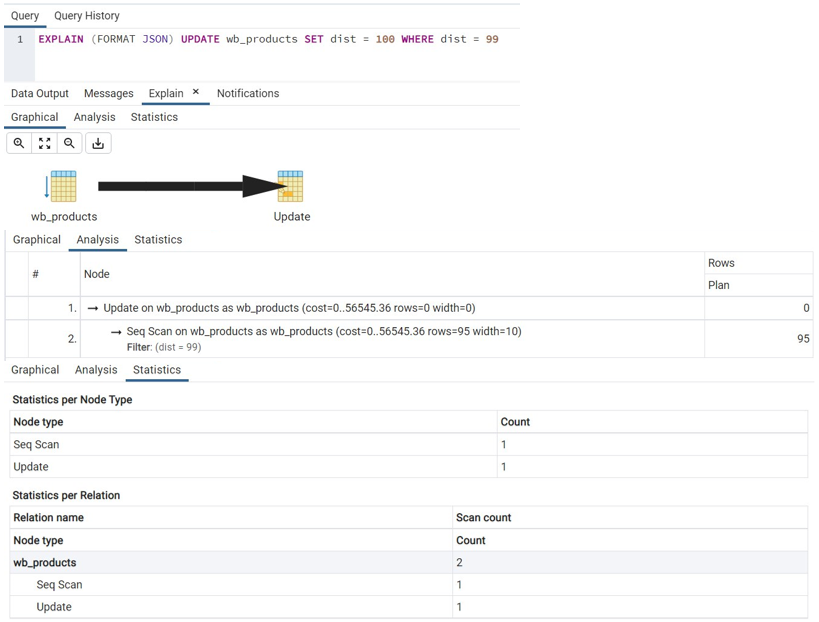 Query Query History
1 EXPLAIN (FORMAT JSON) UPDATE wb_products SET dist = 100 WHERE dist = 99
Data Output Messages Explain × Notifications
Graphical Analysis Statistics
wb_products Update
Graphical Analysis Statistics
# Node Rows
Plan
1. → Update on wb_products as wb_products (cost=0..56545.36 rows=0 width=0) 0
2. → Seq Scan on wb_products as wb_products (cost=0..56545.36 rows=95 width=10) 95
Filter: (dist = 99)
Graphical Analysis Statistics
Statistics per Node Type
Node type Count
Seq Scan 1
Update 1
Statistics per Relation
Relation name Scan count
Node type Count
wb_products 2
Seq Scan 1
Update 1